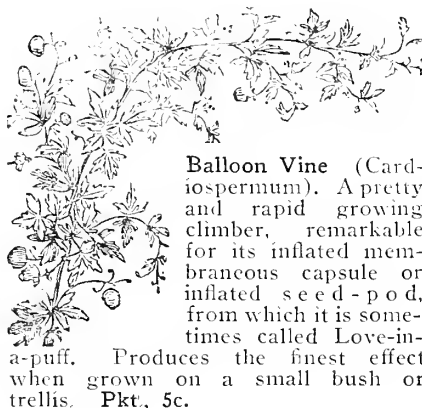 Balloon Vine (Card-
iospermum). A pretty
and rapid growing
climber, remarkable
for its inflated mem-
braneous capsule or
inflated seed-pod,
from which it is some-
times called Love-in-
a-puff. Produces the finest effect
when grown on a small bush or
trellis. Pkt., 5c.